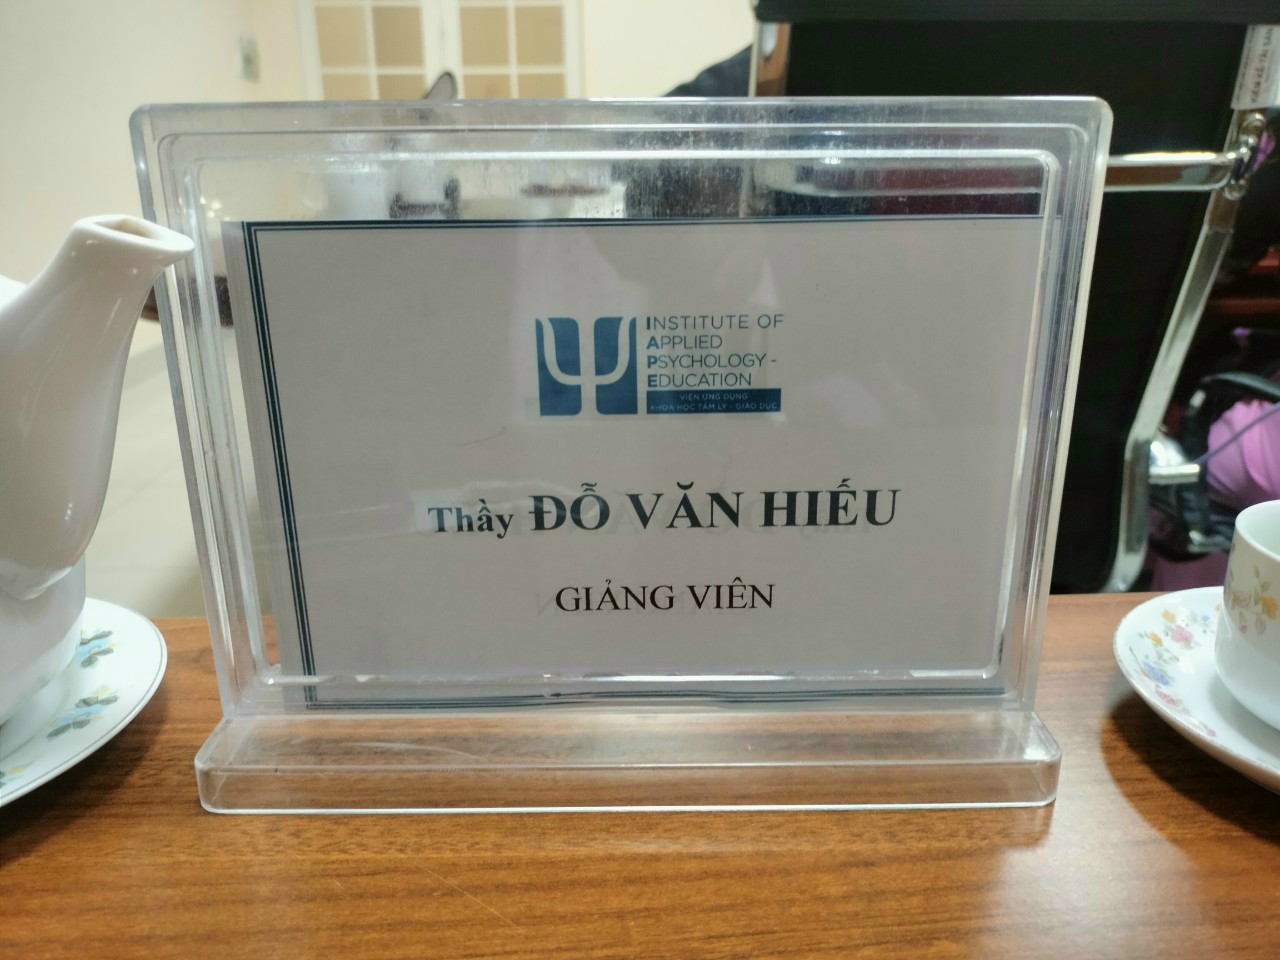 INSTITUTE OF
APPLIED
PSYCHOLOGY -
EDUCATION
VIỆN ỨNG DỤNG
KHOA HỌC TÂM LÝ - GIÁO DỤC
Thầy ĐỖ VĂN HIẾU
GIẢNG VIÊN